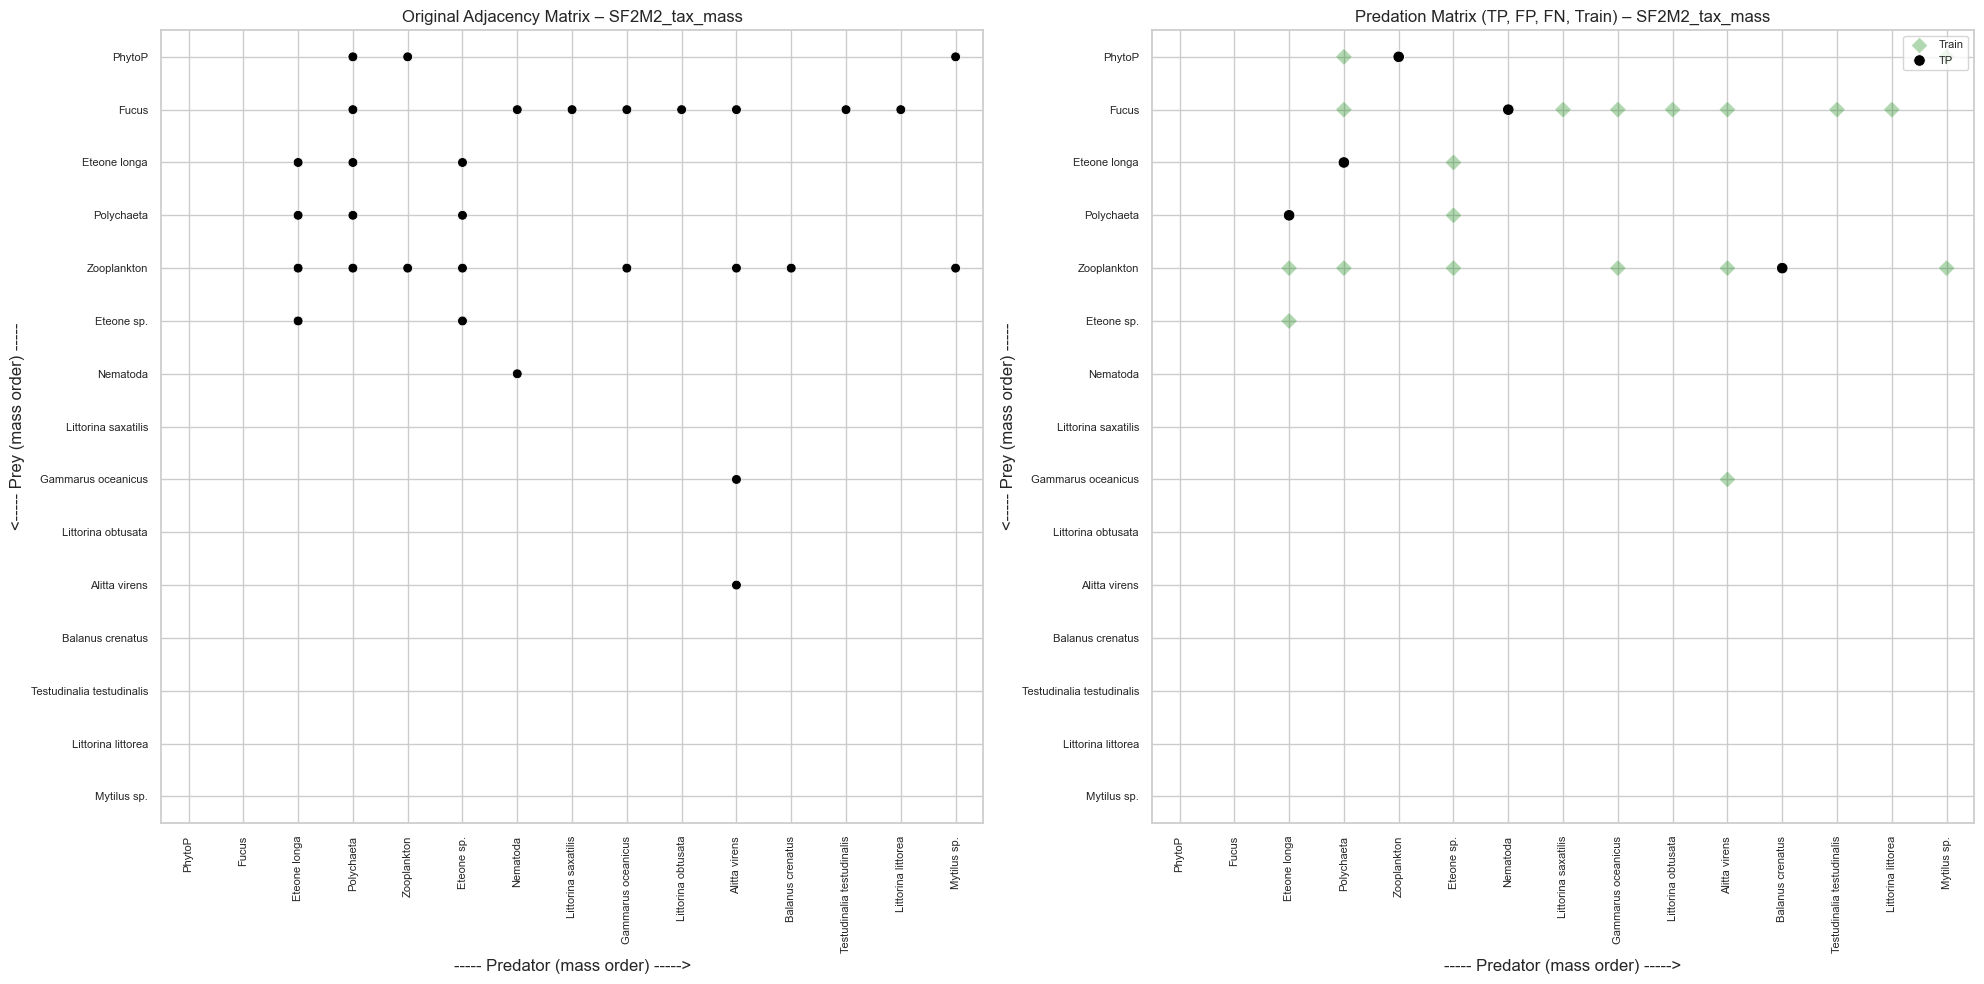 Original Adjacency Matrix – SF2M2_tax_mass
<----- Prey (mass order) -----
PhytoP
Fucus
Eteone longa
Polychaeta
Zooplankton
Eteone sp.
Nematoda
Littorina saxatilis
Gammarus oceanicus
Littorina obtusata
Alitta virens
Balanus crenatus
Testudinalia testudinalis
Littorina littorea
Mytilus sp.
PhytoP
Fucus
Eteone longa
Polychaeta
Zooplankton
Eteone sp.
Nematoda
Littorina saxatilis
Gammarus oceanicus
Littorina obtusata
Alitta virens
Balanus crenatus
Testudinalia testudinalis
Littorina littorea
Mytilus sp.
----- Predator (mass order) ----->
Predation Matrix (TP, FP, FN, Train) – SF2M2_tax_mass
Train
TP
<----- Prey (mass order) -----
PhytoP
Fucus
Eteone longa
Polychaeta
Zooplankton
Eteone sp.
Nematoda
Littorina saxatilis
Gammarus oceanicus
Littorina obtusata
Alitta virens
Balanus crenatus
Testudinalia testudinalis
Littorina littorea
Mytilus sp.
PhytoP
Fucus
Eteone longa
Polychaeta
Zooplankton
Eteone sp.
Nematoda
Littorina saxatilis
Gammarus oceanicus
Littorina obtusata
Alitta virens
Balanus crenatus
Testudinalia testudinalis
Littorina littorea
Mytilus sp.
----- Predator (mass order) ----->